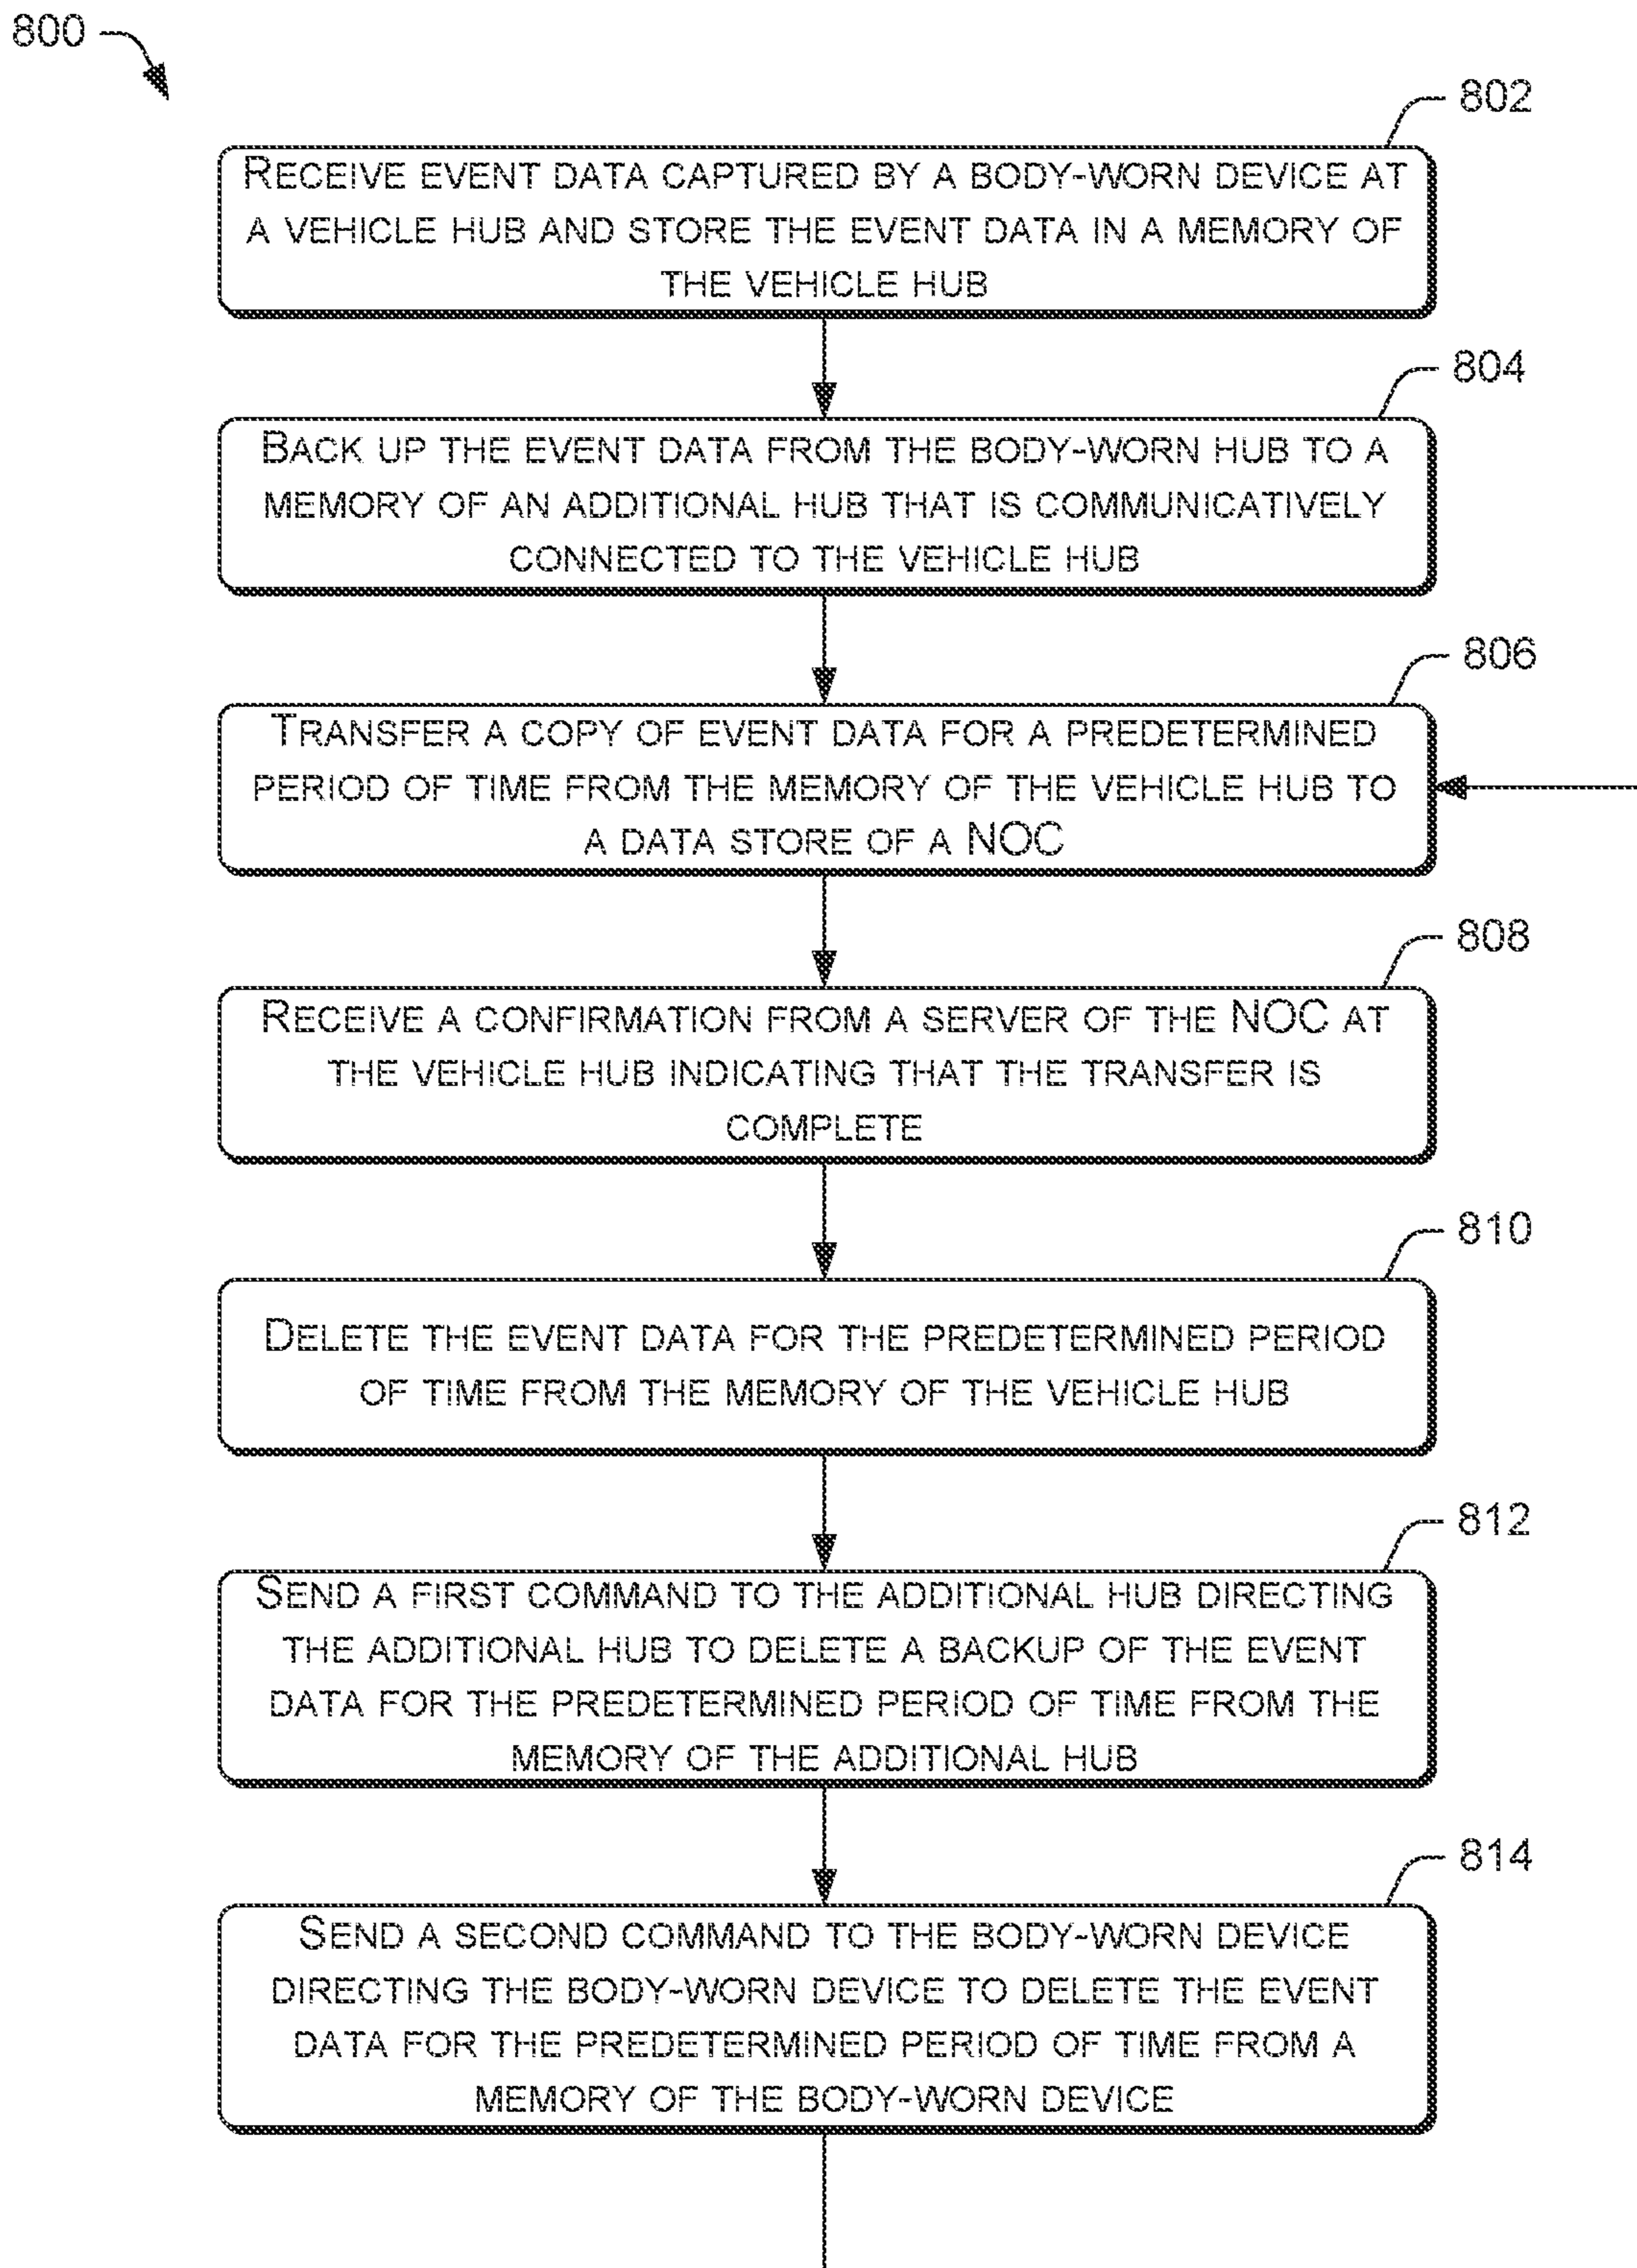 800
802
RECEIVE EVENT DATA CAPTURED BY A BODY-WORN DEVICE AT
A VEHICLE HUB AND STORE THE EVENT DATA IN A MEMORY OF
THE VEHICLE HUB
804
BACK UP THE EVENT DATA FROM THE BODY-WORN HUB TO A
MEMORY OF AN ADDITIONAL HUB THAT IS COMMUNICATIVELY
CONNECTED TO THE VEHICLE HUB
806
TRANSFER A COPY OF EVENT DATA FOR A PREDETERMINED
PERIOD OF TIME FROM THE MEMORY OF THE VEHICLE HUB TO
A DATA STORE OF A NOC
808
RECEIVE A CONFIRMATION FROM A SERVER OF THE NOC AT
THE VEHICLE HUB INDICATING THAT THE TRANSFER IS
COMPLETE
810
DELETE THE EVENT DATA FOR THE PREDETERMINED PERIOD
OF TIME FROM THE MEMORY OF THE VEHICLE HUB
812
SEND A FIRST COMMAND TO THE ADDITIONAL HUB DIRECTING
THE ADDITIONAL HUB TO DELETE A BACKUP OF THE EVENT
DATA FOR THE PREDETERMINED PERIOD OF TIME FROM THE
MEMORY OF THE ADDITIONAL HUB
814
SEND A SECOND COMMAND TO THE BODY-WORN DEVICE
DIRECTING THE BODY-WORN DEVICE TO DELETE THE EVENT
DATA FOR THE PREDETERMINED PERIOD OF TIME FROM A
MEMORY OF THE BODY-WORN DEVICE